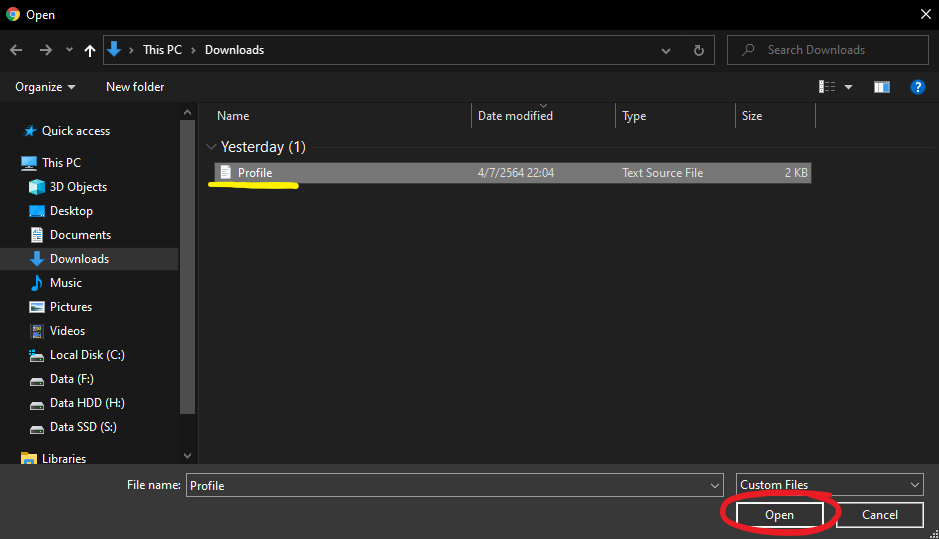 Open
This PC Downloads
Search Downloads
Organize New folder
?
Name Date modified Type Size
Yesterday (1)
Profile 4/7/2564 22:04 Text Source File 2 KB
Quick access
This PC
3D Objects
Desktop
Documents
Downloads
Music
Pictures
Videos
Local Disk (C:)
Data (F:)
Data HDD (H:)
Data SSD (S:)
Libraries
File name: Profile Custom Files
Open Cancel